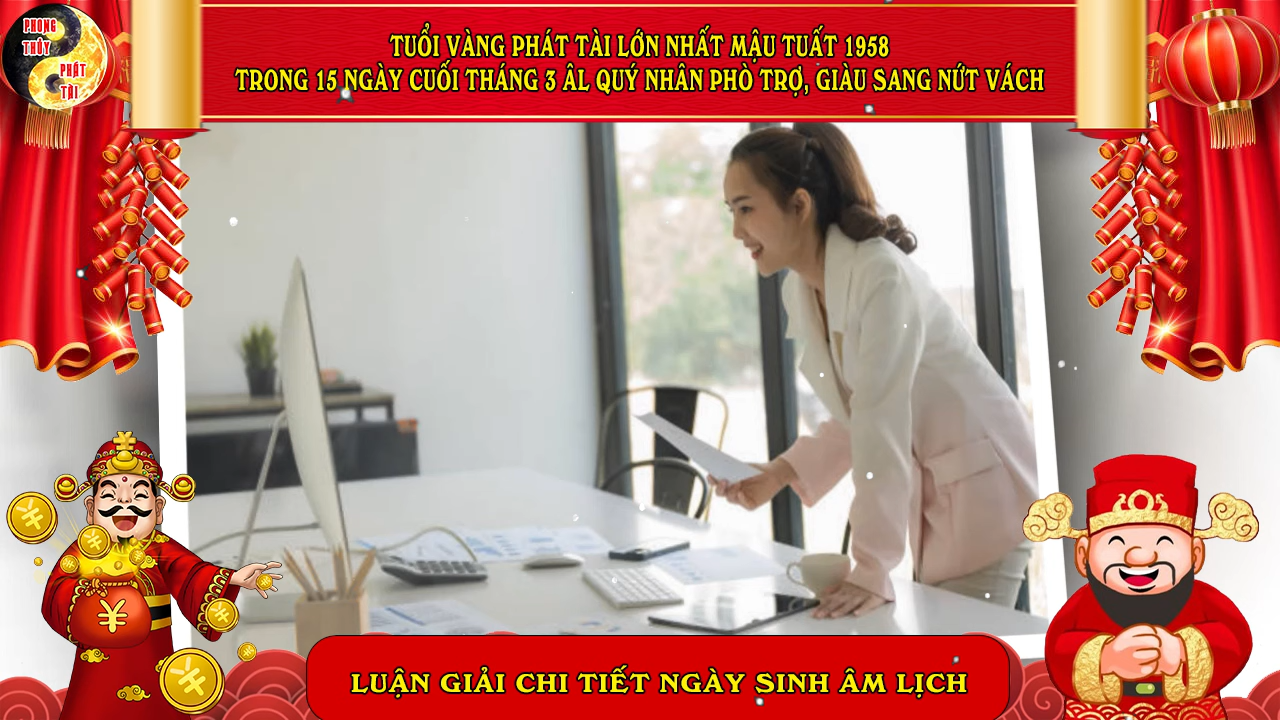 PHONG
THỦY
PHÁT
TÀI
TUỔI VÀNG PHÁT TÀI LỚN NHẤT MẬU TUẤT 1958
TRONG 15 NGÀY CUỐI THÁNG 3 ÂL QUÝ NHÂN PHÒ TRỢ, GIÀU SANG NỨT VÁCH
LUẬN GIẢI CHI TIẾT NGÀY SINH ÂM LỊCH